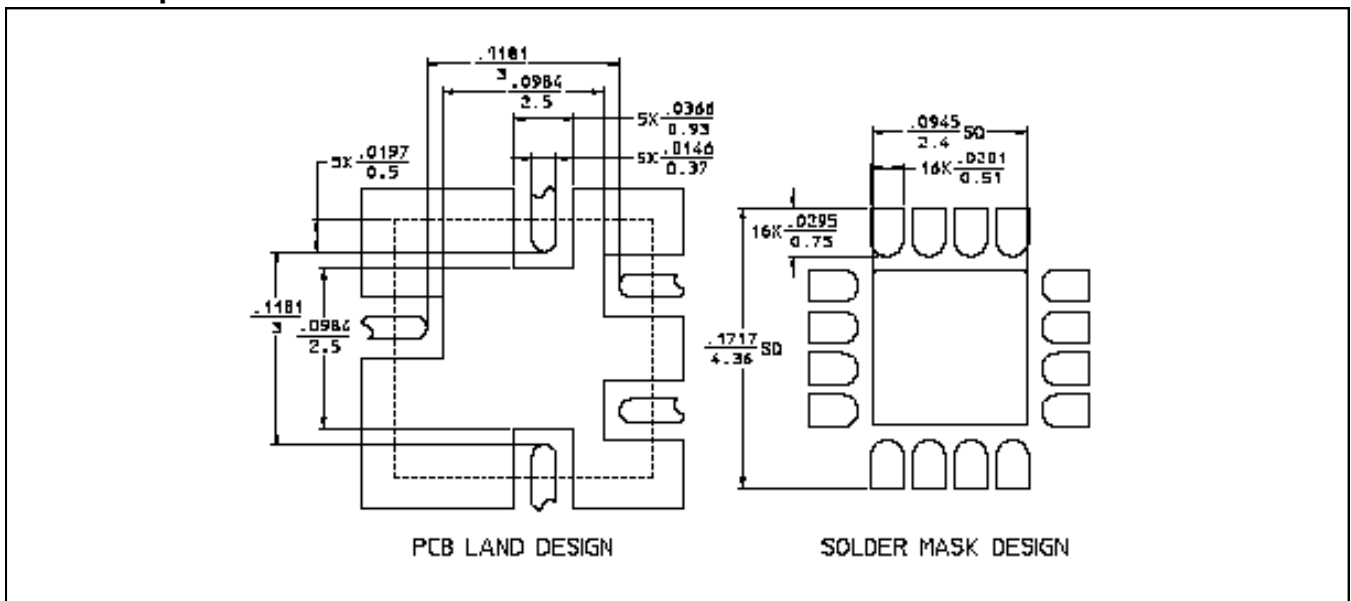 .1181
3
.0984
2.5
5X .0366
0.93
5X .0146
0.37
5X .0197
0.5
.1181
3
.0984
2.5
PCB LAND DESIGN
.0945 SQ
2.4
16X .0201
0.51
16X .0295
0.75
.1717 SQ
4.36
SOLDER MASK DESIGN